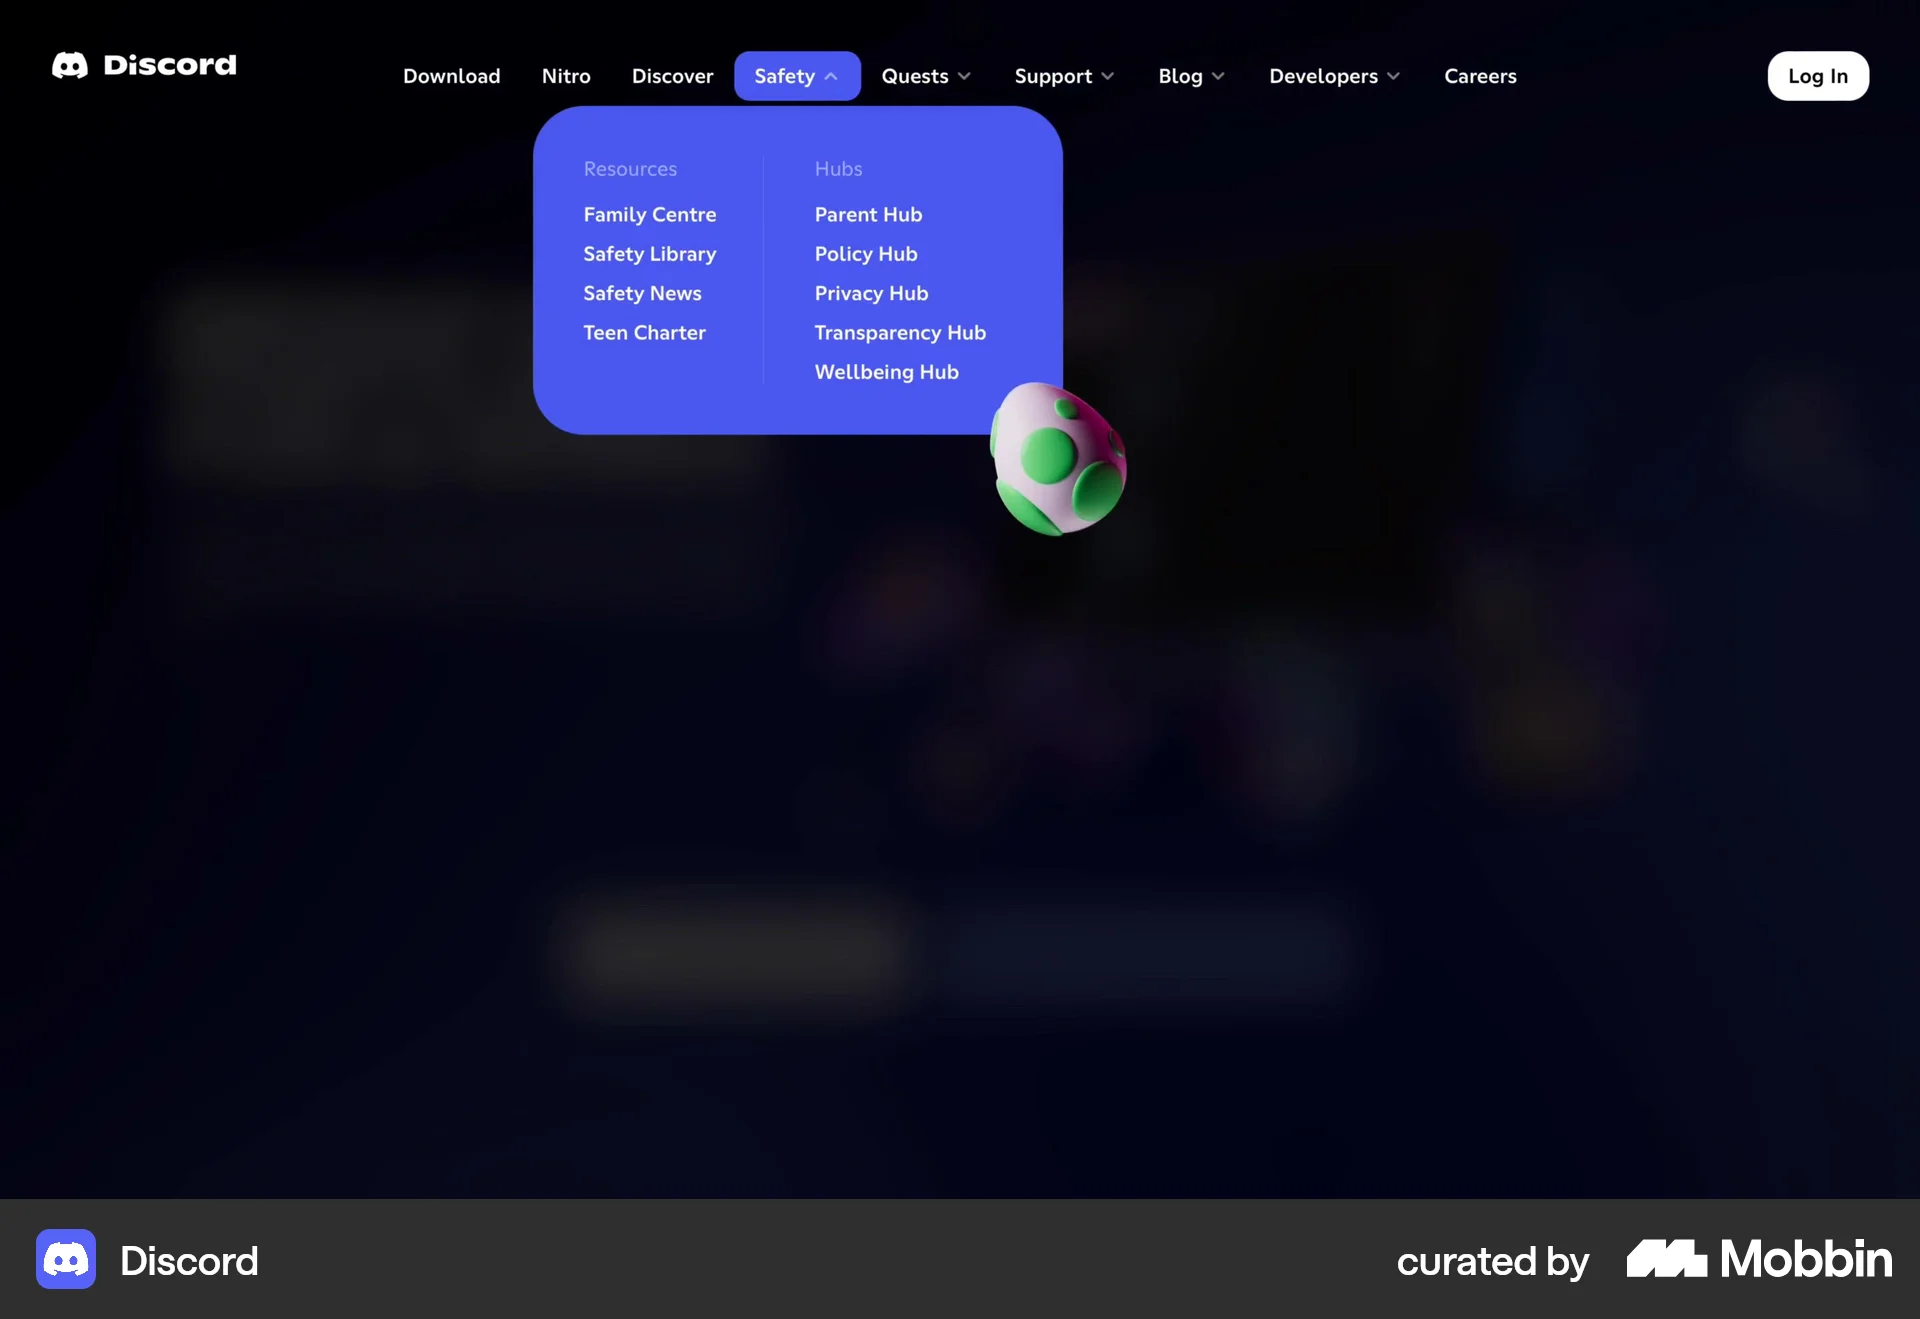 Discord
Download Nitro Discover Safety Quests Support Blog Developers Careers
Log In
Resources
Family Centre
Safety Library
Safety News
Teen Charter
Hubs
Parent Hub
Policy Hub
Privacy Hub
Transparency Hub
Wellbeing Hub
Discord
curated by Mobbin